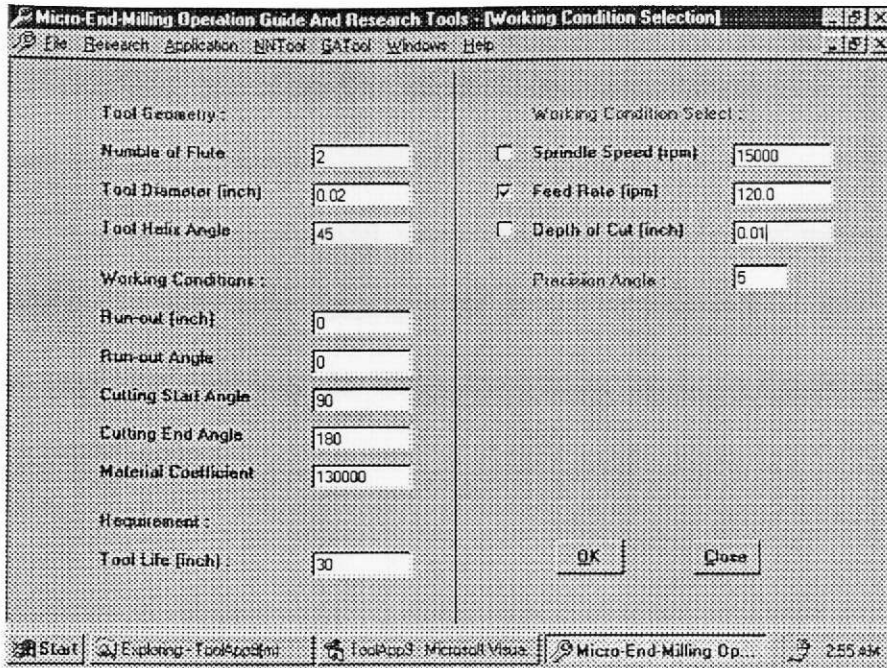 Micro-End-Milling Operation Guide And Research Tools - [Working Condition Selection]
File Research Application NNTool GATool Windows Help
Tool Geometry :
Numble of Flute 2
Tool Diameter [inch] 0.02
Tool Helix Angle 45
Working Conditions :
Run-out [inch] 0
Run-out Angle 0
Cutting Start Angle 90
Cutting End Angle 180
Material Coefficient 130000
Requirement :
Tool Life [inch] : 30
Working Condition Select :
Sprindle Speed [rpm] 15000
Feed Rate [ipm] 120.0
Depth of Cut [inch] 0.01
Precision Angle : 5
OK Close
Start Exploring - ToolApp3 Microsoft Visua... Micro-End-Milling Op... 2:55 AM